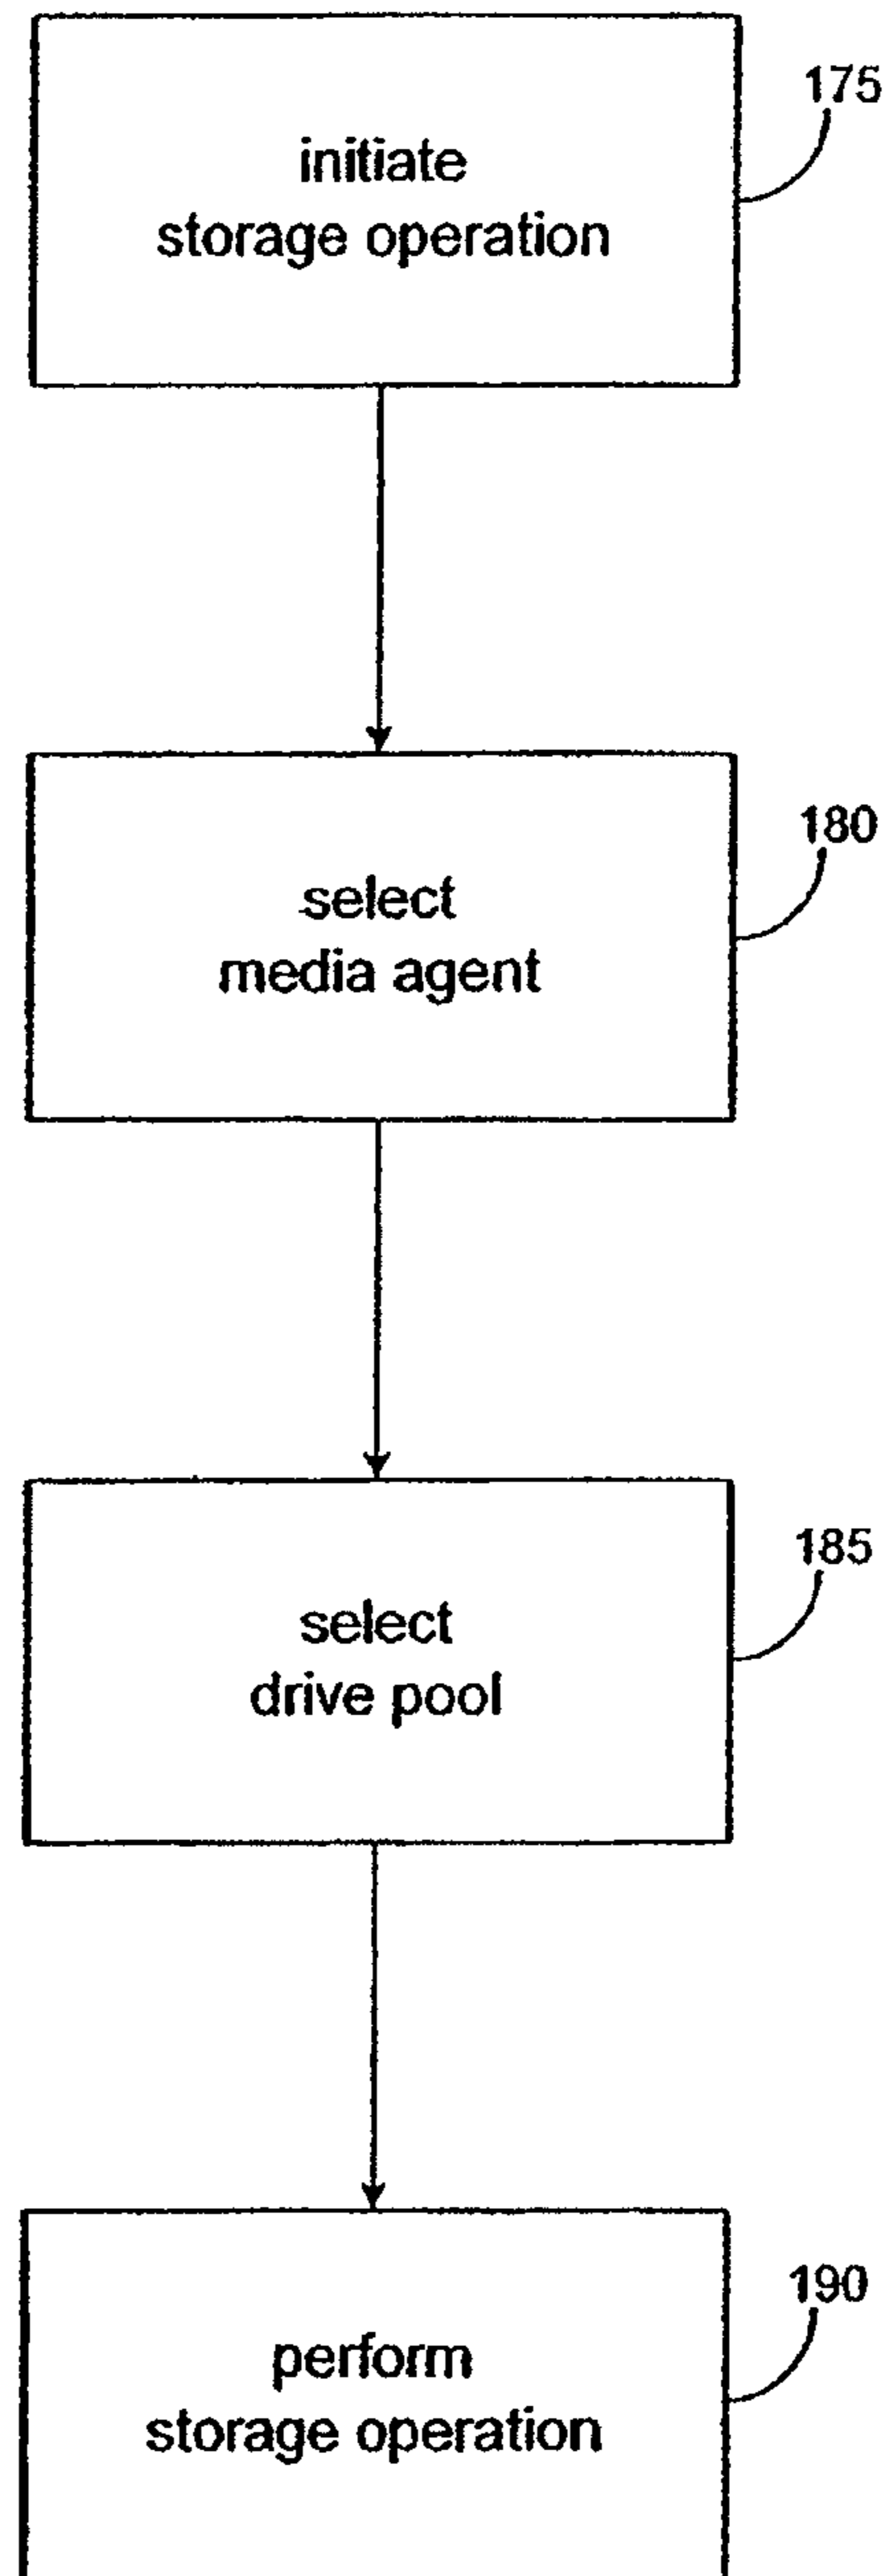 175
initiate
storage operation
180
select
media agent
185
select
drive pool
190
perform
storage operation